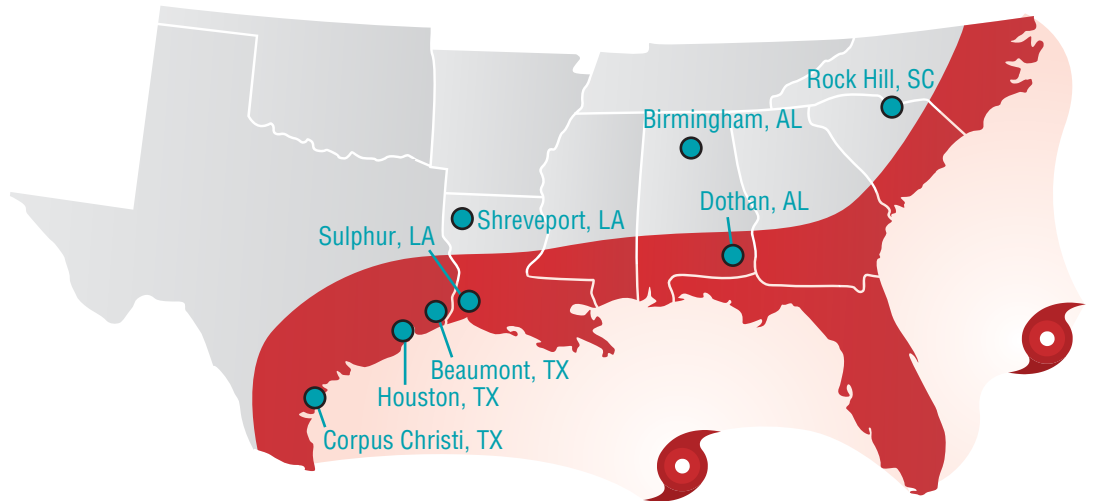 Rock Hill, SC
Birmingham, AL
Dothan, AL
Shreveport, LA
Sulphur, LA
Beaumont, TX
Houston, TX
Corpus Christi, TX